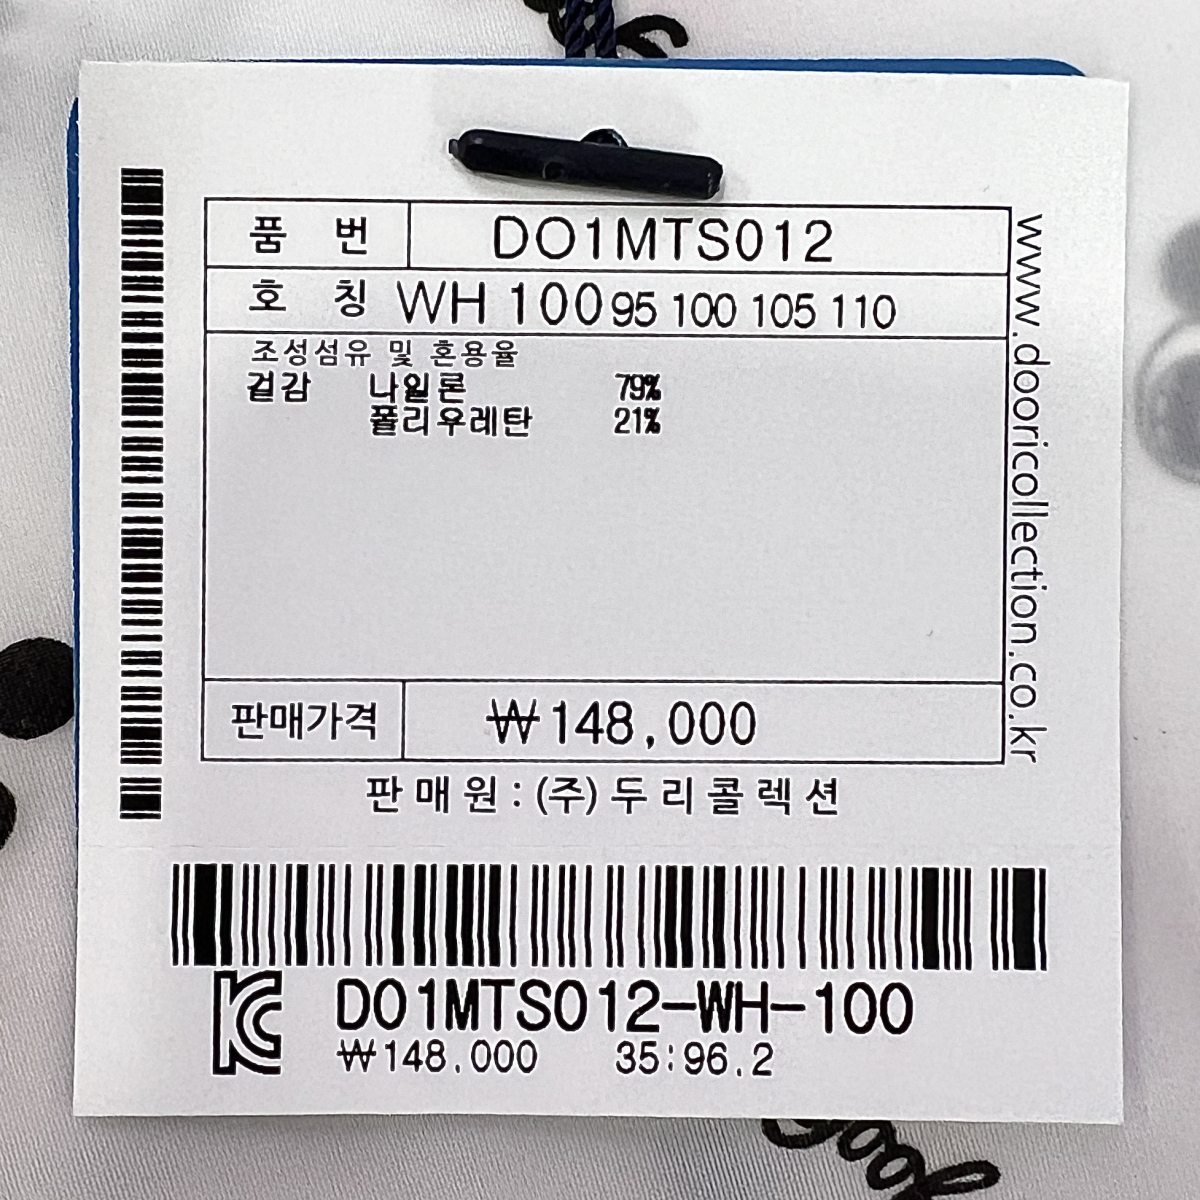 품 번 DO1MTS012
호 칭 WH 100 95 100 105 110
조성섬유 및 혼용율
겉감 나일론 79%
폴리우레탄 21%
판매가격 ₩148,000
판매원 : (주)두리콜렉션
www.dooricollection.co.kr
KC
DO1MTS012-WH-100
₩148,000 35:96.2